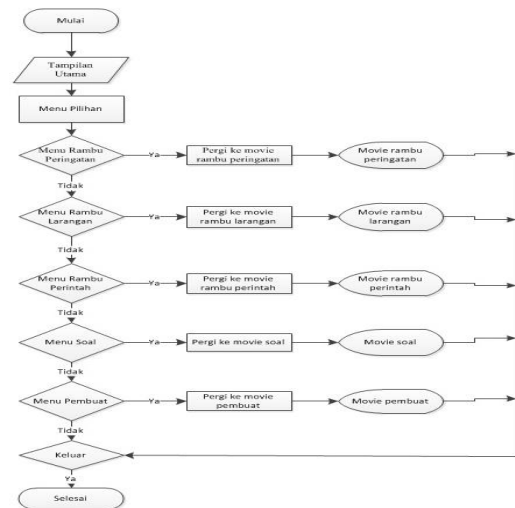 Mulai
Tampilan
Utama
Menu Pilihan
Menu Rambu
Peringatan
Ya
Pergi ke movie
rambu peringatan
Movie rambu
peringatan
Tidak
Menu Rambu
Larangan
Ya
Pergi ke movie
rambu larangan
Movie rambu
larangan
Tidak
Menu Rambu
Perintah
Ya
Pergi ke movie
rambu perintah
Movie rambu
perintah
Tidak
Menu Soal
Ya
Pergi ke movie soal
Movie soal
Tidak
Menu Pembuat
Ya
Pergi ke movie
pembuat
Movie pembuat
Tidak
Keluar
Ya
Selesai